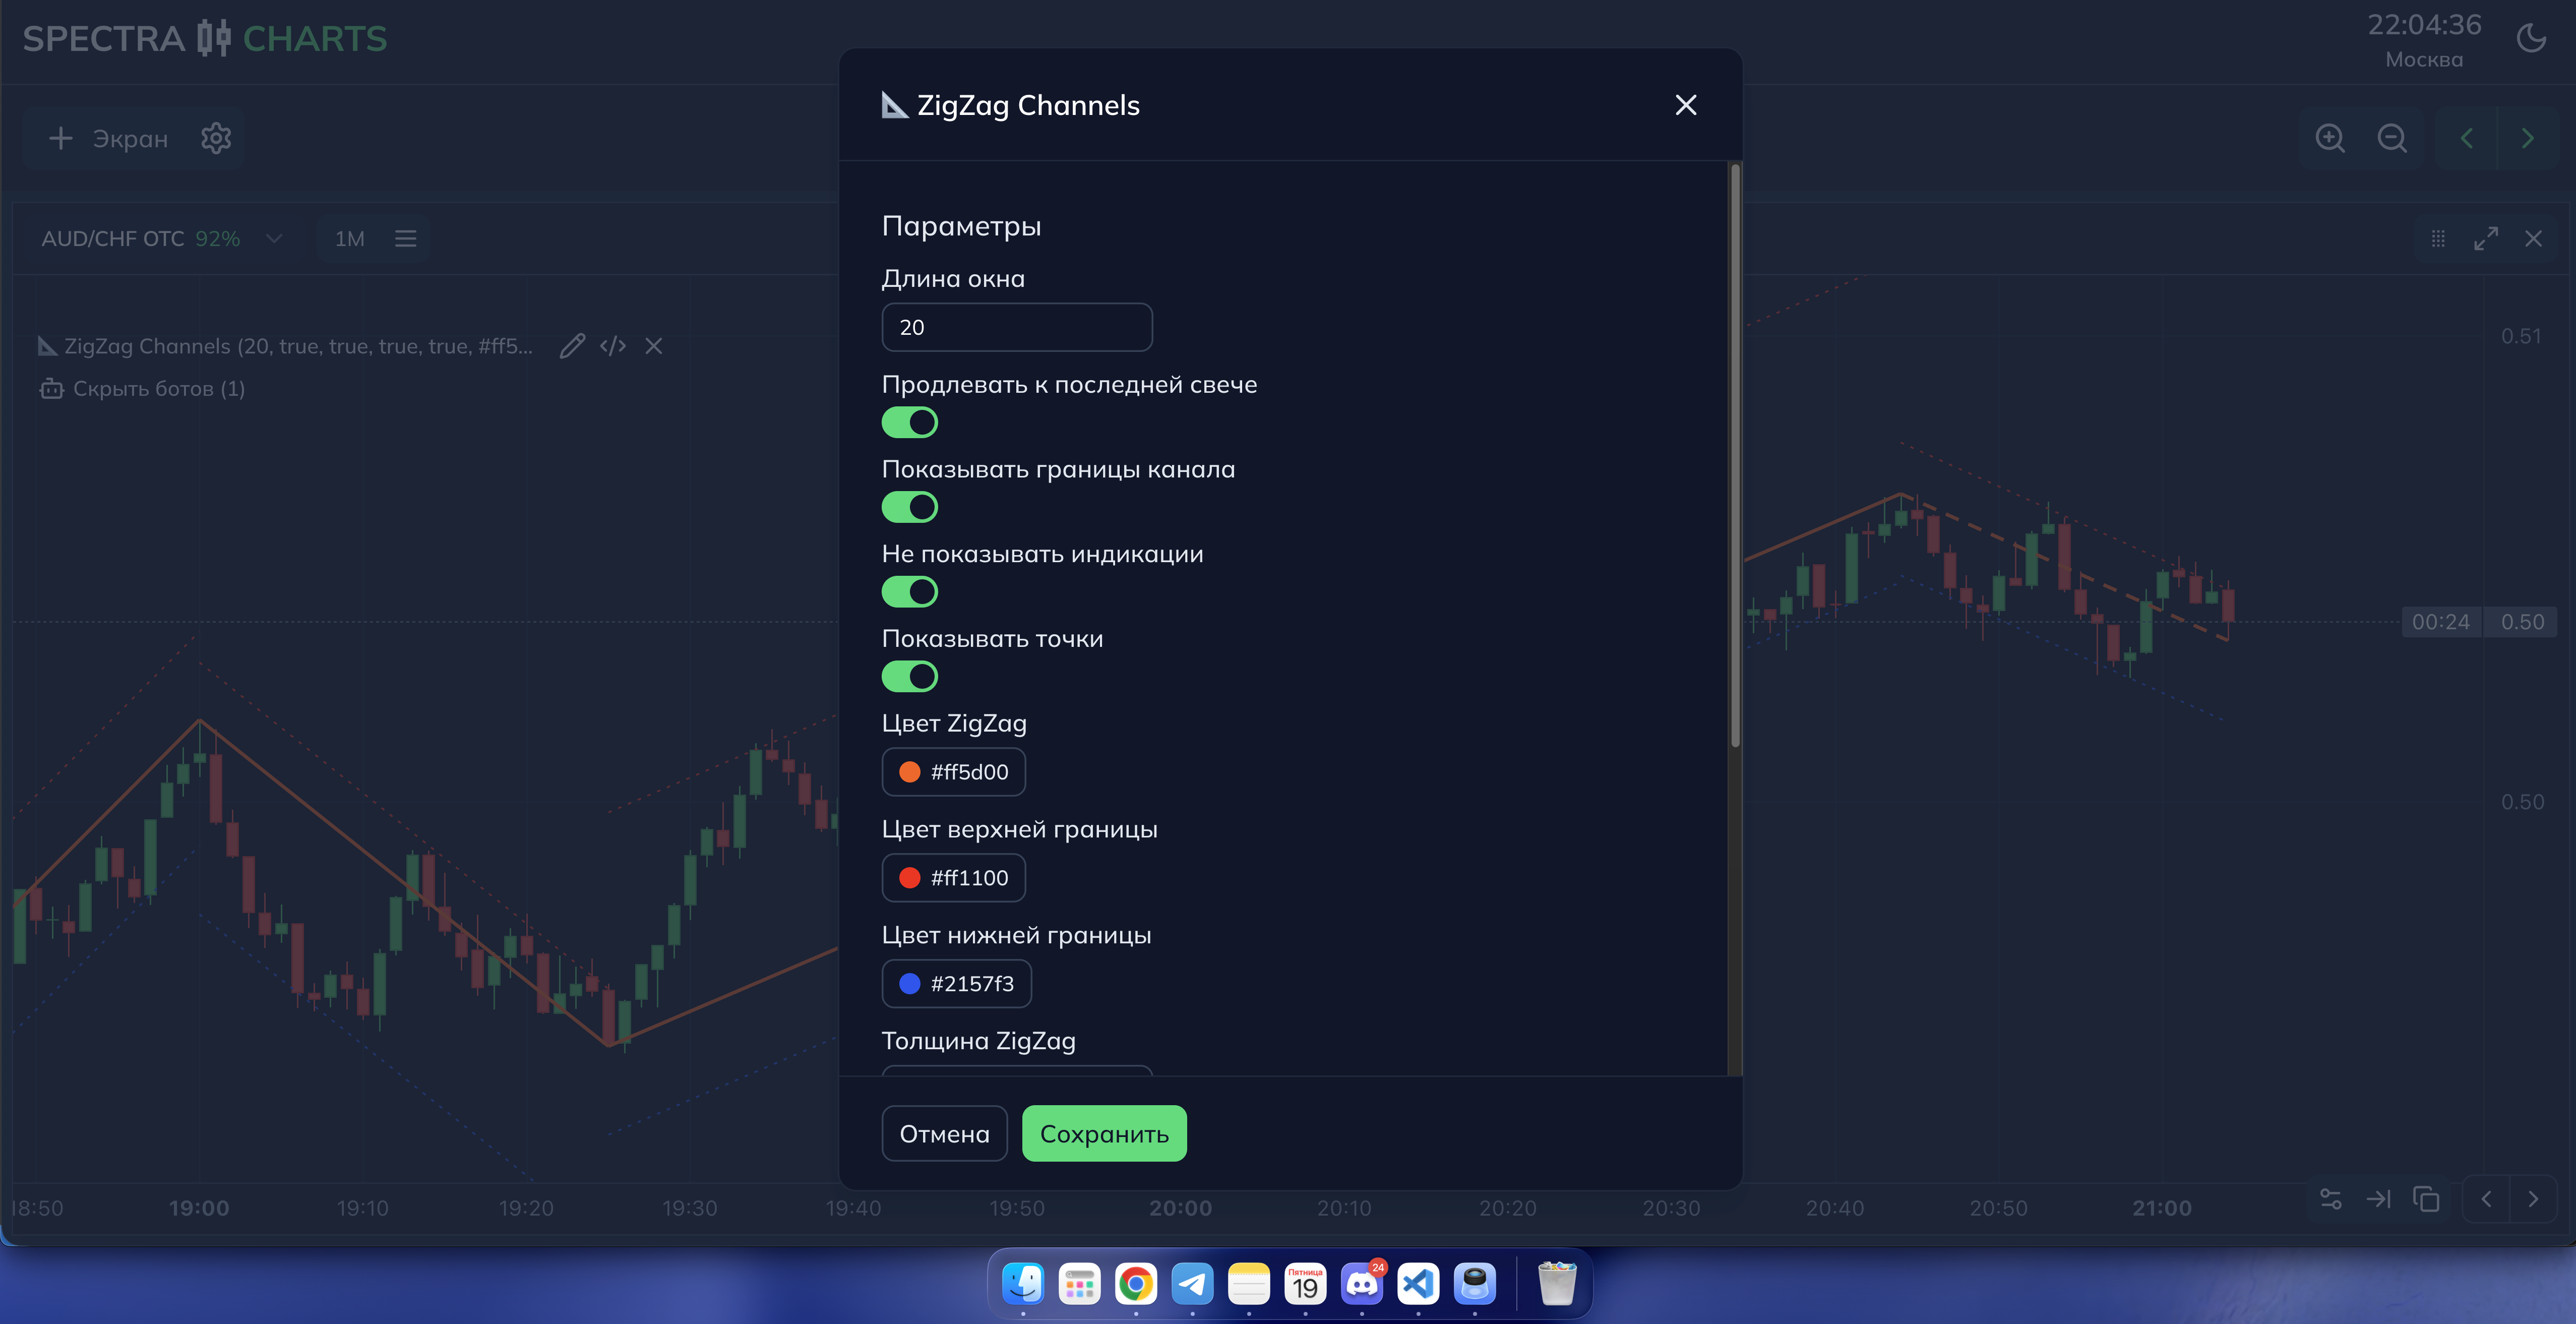 SPECTRA CHARTS
22:04:36
Москва
Экран
AUD/CHF OTC 92%
1M
ZigZag Channels (20, true, true, true, true, #ff5...
Скрыть ботов (1)
ZigZag Channels
Параметры
Длина окна
20
Продлевать к последней свече
Показывать границы канала
Не показывать индикации
Показывать точки
Цвет ZigZag
#ff5d00
Цвет верхней границы
#ff1100
Цвет нижней границы
#2157f3
Толщина ZigZag
Отмена
Сохранить
0.51
00:24 0.50
0.50
18:50 19:00 19:10 19:20 19:30 19:40 19:50 20:00 20:10 20:20 20:30 20:40 20:50 21:00
Пятница
19
24